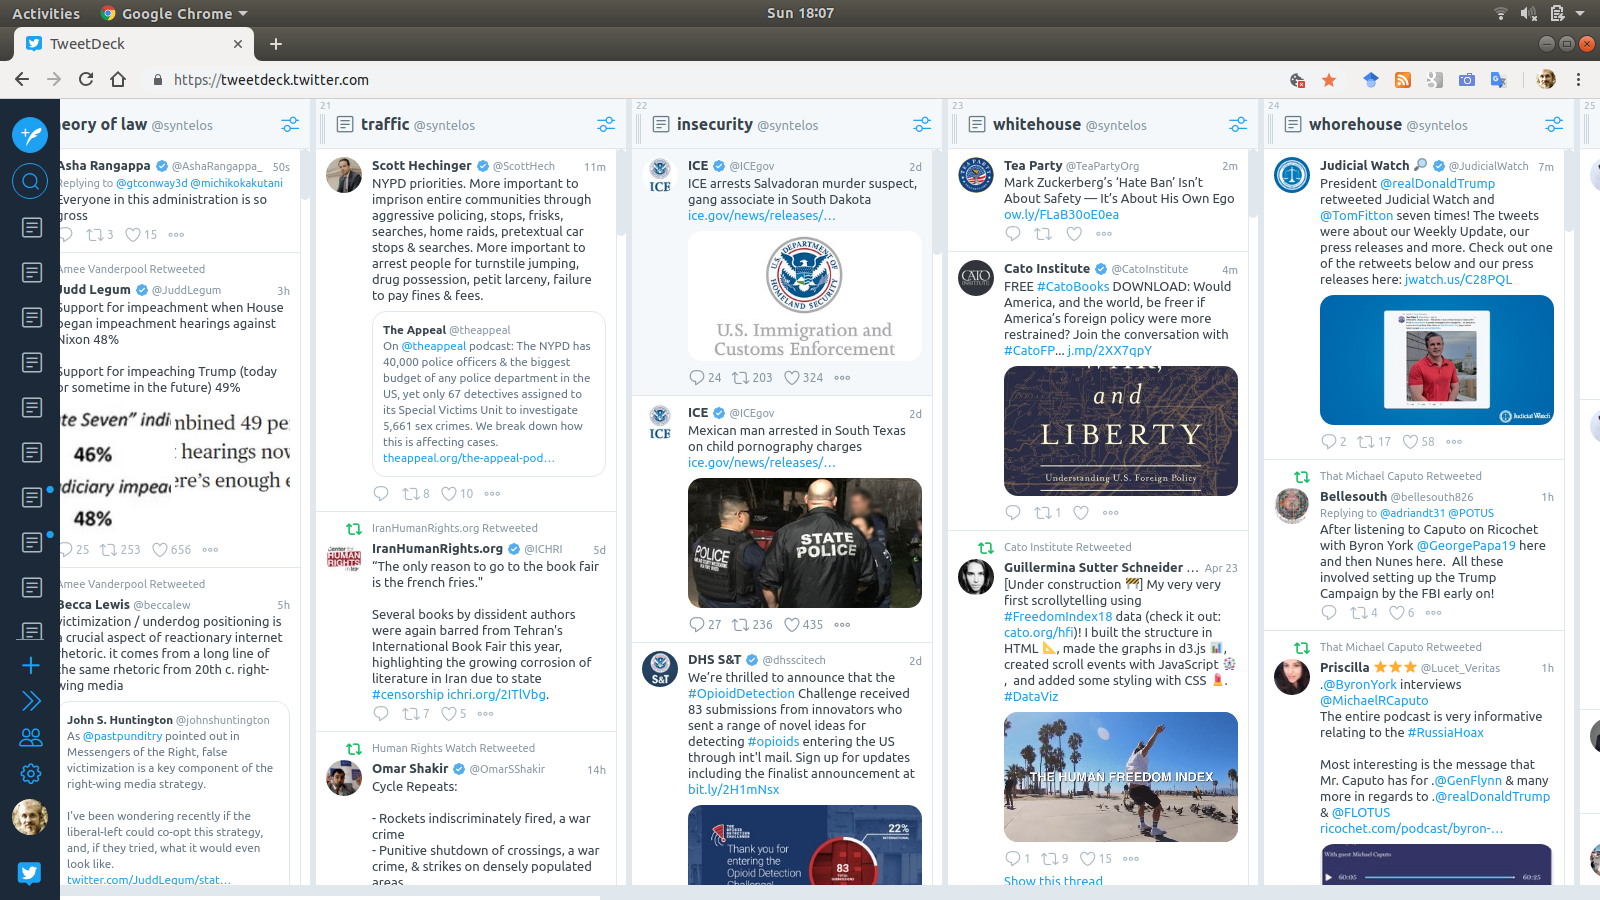 Activities
Google Chrome
Sun 18:07
TweetDeck
https://tweetdeck.twitter.com
eory of law @syntelos
Asha Rangappa @AshaRangappa_ 50s
Replying to @gtconway3d @michikokakutani
Everyone in this administration is so
gross
3 15
Amee Vanderpool Retweeted
Judd Legum @JuddLegum 3h
Support for impeachment when House
began impeachment hearings against
Nixon 48%
Support for impeaching Trump (today
or sometime in the future) 49%
te Seven” indi
46%
udiciary impeac
48%
mbined 49 pe
t hearings nov
ere’s enough e
25 253 656
Amee Vanderpool Retweeted
Becca Lewis @beccalew 5h
victimization / underdog positioning is
a crucial aspect of reactionary internet
rhetoric. it comes from a long line of
the same rhetoric from 20th c. right-
wing media
John S. Huntington @johnshuntington
As @pastpunditry pointed out in
Messengers of the Right, false
victimization is a key component of the
right-wing media strategy.
I've been wondering recently if the
liberal-left could co-opt this strategy,
and, if they tried, what it would even
look like.
twitter.com/JuddLegum/stat…
21
traffic @syntelos
Scott Hechinger @ScottHech 11m
NYPD priorities. More important to
imprison entire communities through
aggressive policing, stops, frisks,
searches, home raids, pretextual car
stops & searches. More important to
arrest people for turnstile jumping,
drug possession, petit larceny, failure
to pay fines & fees.
The Appeal @theappeal
On @theappeal podcast: The NYPD has
40,000 police officers & the biggest
budget of any police department in the
US, yet only 67 detectives assigned to
its Special Victims Unit to investigate
5,661 sex crimes. We break down how
this is affecting cases.
theappeal.org/the-appeal-pod…
8 10
IranHumanRights.org Retweeted
Center for
HUMAN
RIGHTS
in Iran
IranHumanRights.org @ICHRI 5d
“The only reason to go to the book fair
is the french fries."
Several books by dissident authors
were again barred from Tehran's
International Book Fair this year,
highlighting the growing corrosion of
literature in Iran due to state
#censorship ichri.org/2ITlVbg.
7 5
Human Rights Watch Retweeted
Omar Shakir @OmarSShakir 14h
Cycle Repeats:
- Rockets indiscriminately fired, a war
crime
- Punitive shutdown of crossings, a war
crime, & strikes on densely populated
areas
22
insecurity @syntelos
ICE
ICE @ICEgov 2d
ICE arrests Salvadoran murder suspect,
gang associate in South Dakota
ice.gov/news/releases/…
U.S. DEPARTMENT OF
HOMELAND SECURITY
U.S. Immigration and
Customs Enforcement
24 203 324
ICE
ICE @ICEgov 2d
Mexican man arrested in South Texas
on child pornography charges
ice.gov/news/releases/…
POLICE
STATE
POLICE
27 236 435
S&T
DHS S&T @dhsscitech 2d
We’re thrilled to announce that the
#OpioidDetection Challenge received
83 submissions from innovators who
sent a range of novel ideas for
detecting #opioids entering the US
through int'l mail. Sign up for updates
including the finalist announcement at
bit.ly/2H1mNsx
Thank you for
entering the
Opioid Detection
Challenge!
22%
INTERNATIONAL
83
23
whitehouse @syntelos
Tea Party @TeaPartyOrg 2m
Mark Zuckerberg’s ‘Hate Ban’ Isn’t
About Safety — It’s About His Own Ego
ow.ly/FLaB30oE0ea
CATO
INSTITUTE
Cato Institute @CatoInstitute 4m
FREE #CatoBooks DOWNLOAD: Would
America, and the world, be freer if
America’s foreign policy were more
restrained? Join the conversation with
#CatoFP... j.mp/2XX7qpY
and
LIBERTY
Understanding U.S. Foreign Policy
1
Cato Institute Retweeted
Guillermina Sutter Schneider ... Apr 23
[Under construction 🚧] My very very
first scrollytelling using
#FreedomIndex18 data (check it out:
cato.org/hfi)! I built the structure in
HTML 📐, made the graphs in d3.js 📊,
created scroll events with JavaScript 🎡
, and added some styling with CSS 💄.
#DataViz
THE HUMAN FREEDOM INDEX
1 9 15
Show this thread
24
whorehouse @syntelos
Judicial Watch 🔎 @JudicialWatch 7m
President @realDonaldTrump
retweeted Judicial Watch and
@TomFitton seven times! The tweets
were about our Weekly Update, our
press releases and more. Check out one
of the retweets below and our press
releases here: jwatch.us/C28PQL
Judicial Watch
2 17 58
That Michael Caputo Retweeted
Bellesouth @bellesouth826 1h
Replying to @adriandt31 @POTUS
After listening to Caputo on Ricochet
with Byron York @GeorgePapa19 here
and then Nunes here. All these
involved setting up the Trump
Campaign by the FBI early on!
4 6
That Michael Caputo Retweeted
Priscilla ⭐⭐⭐ @Lucet_Veritas 1h
.@ByronYork interviews
@MichaelRCaputo
The entire podcast is very informative
relating to the #RussiaHoax
Most interesting is the message that
Mr. Caputo has for .@GenFlynn & many
more in regards to .@realDonaldTrump
& @FLOTUS
ricochet.com/podcast/byron-…
With guest Michael Caputo
60:05 60:25
25